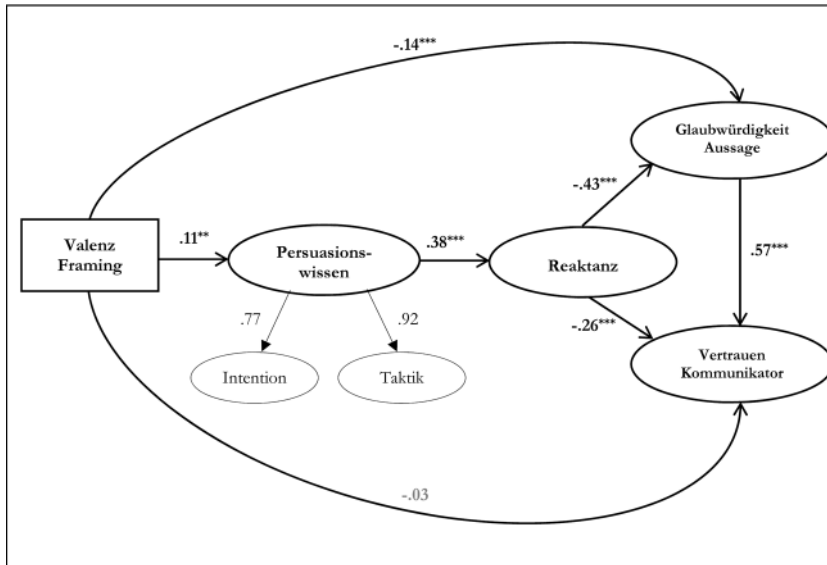 -.14***
Glaubwürdigkeit
Aussage
-.43***
Valenz
Framing
.11**
Persuasions-
wissen
.38***
Reaktanz
.57***
-.26***
.77
.92
Intention
Taktik
Vertrauen
Kommunikator
-.03